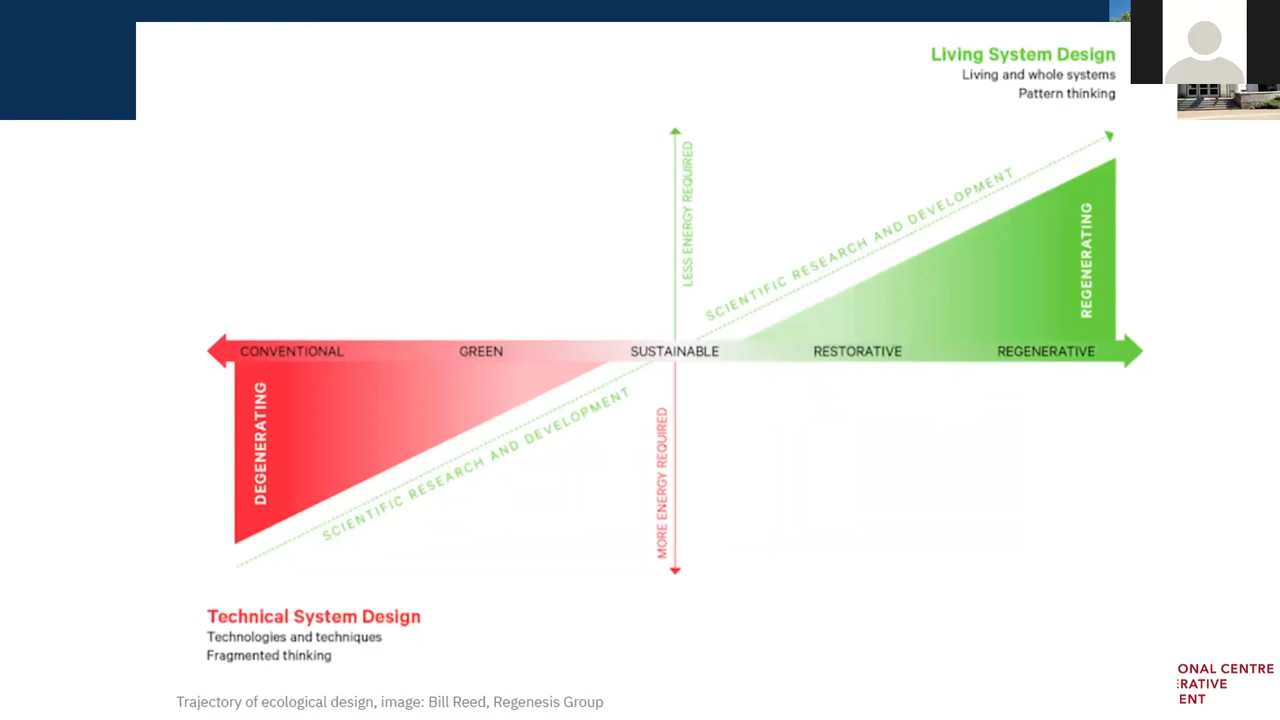 Living System Design
Living and whole systems
Pattern thinking
LESS ENERGY REQUIRED
SCIENTIFIC RESEARCH AND DEVELOPMENT
REGENERATING
CONVENTIONAL
GREEN
SUSTAINABLE
RESTORATIVE
REGENERATIVE
DEGENERATING
SCIENTIFIC RESEARCH AND DEVELOPMENT
MORE ENERGY REQUIRED
Technical System Design
Technologies and techniques
Fragmented thinking
Trajectory of ecological design, image: Bill Reed, Regenesis Group
ONAL CENTRE
ERATIVE
ENT